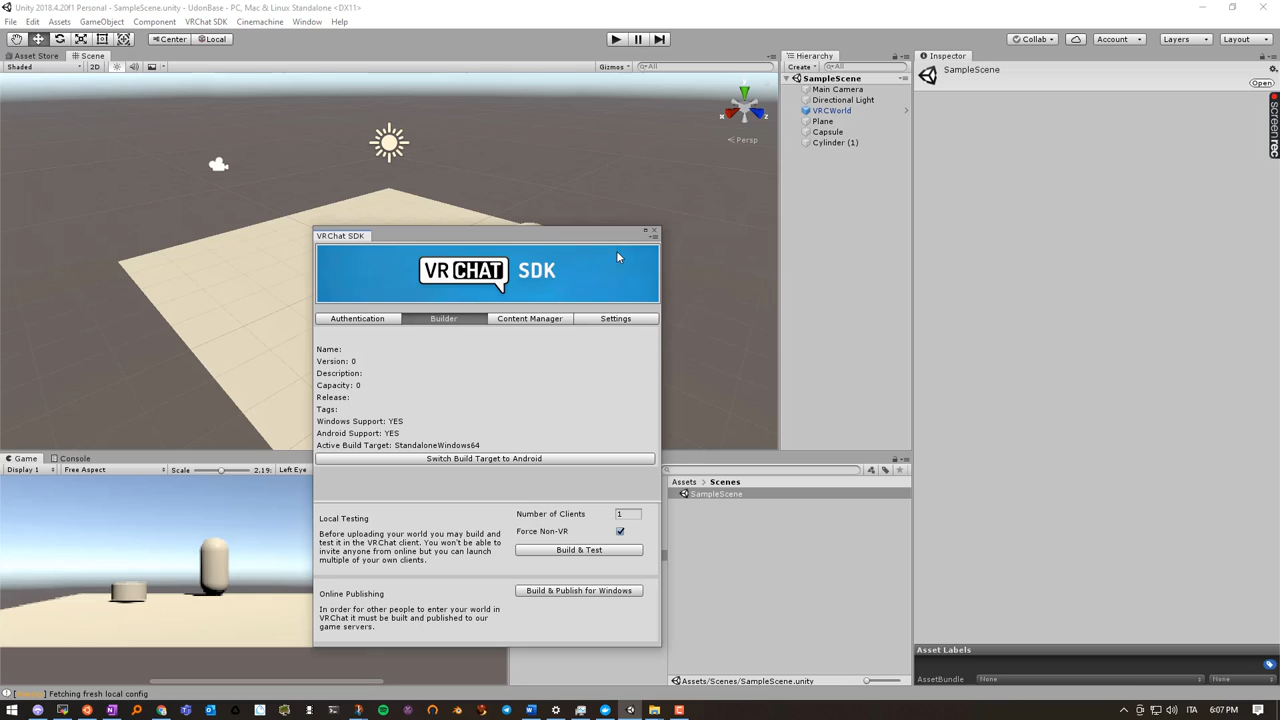 Unity 2018.4.20f1 Personal - SampleScene.unity - UdonBase - PC, Mac & Linux Standalone <DX11>
File Edit Assets GameObject Component VRChat SDK Cinemachine Window Help
Center Local Collab Account Layers Layout
Asset Store Scene Hierarchy Inspector
Shaded 2D Gizmos All Create All
SampleScene
SampleScene
Open
Main Camera
Directional Light
VRCWorld
Plane
Capsule
Cylinder (1)
y
x z
Persp
Screenrec
VRChat SDK
VRCHAT SDK
Authentication Builder Content Manager Settings
Name:
Version: 0
Description:
Capacity: 0
Release:
Tags:
Windows Support: YES
Android Support: YES
Active Build Target: StandaloneWindows64
Switch Build Target to Android
Local Testing
Before uploading your world you may build and
test it in the VRChat client. You won't be able to
invite anyone from online but you can launch
multiple of your own clients.
Number of Clients 1
Force Non-VR
Build & Test
Online Publishing
In order for other people to enter your world in
VRChat it must be built and published to our
game servers.
Build & Publish for Windows
Game Console
Display 1 Free Aspect Scale 2.19: Left Eye
Assets Scenes
SampleScene
Assets/Scenes/SampleScene.unity
Asset Labels
AssetBundle None None
Fetching fresh local config
ITA 6:07 PM